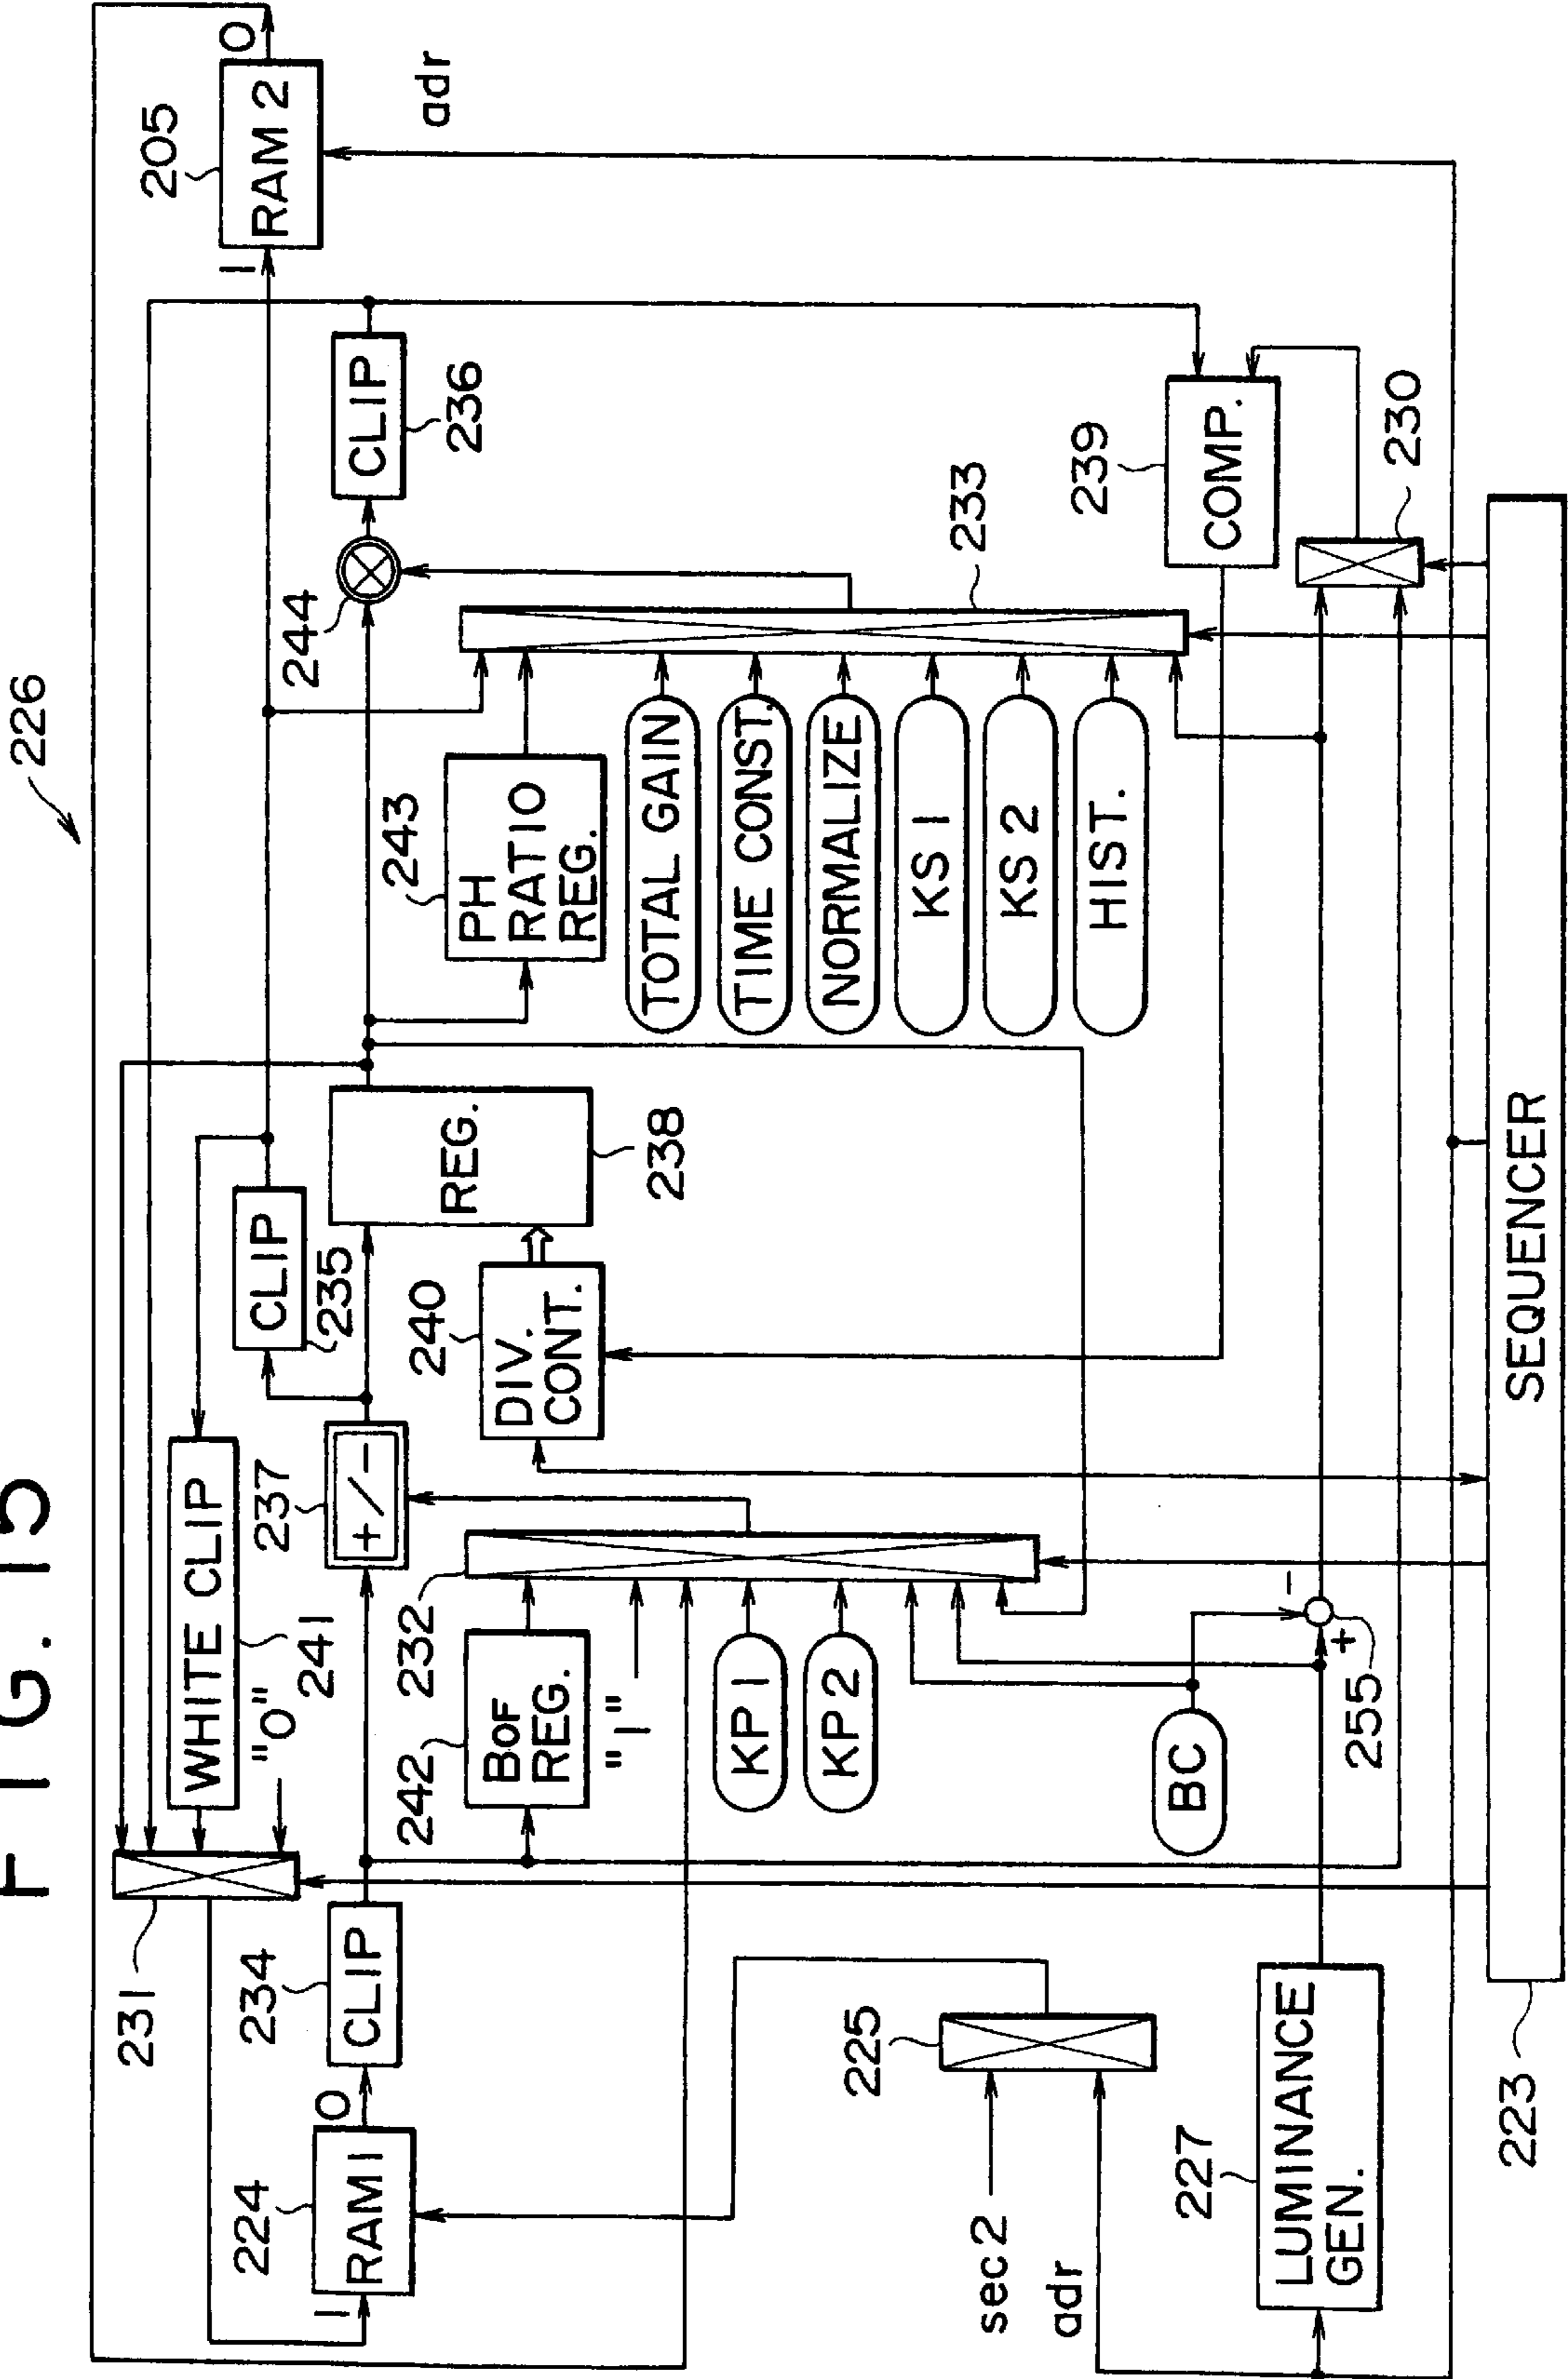 FIG. 15
226
231
WHITE CLIP
241
"0"
CLIP
235
205
RAM 2
I
O
adr
224
RAM 1
I
O
234
CLIP
237
+/-
REG.
238
244
CLIP
236
242
BOF
REG.
232
"1"
KP 1
KP 2
BC
240
DIV.
CONT.
243
PH
RATIO
REG.
TOTAL GAIN
TIME CONST.
NORMALIZE
KS 1
KS 2
HIST.
233
239
COMP.
230
225
sec2
adr
227
LUMINANCE
GEN.
+
-
255
223
SEQUENCER